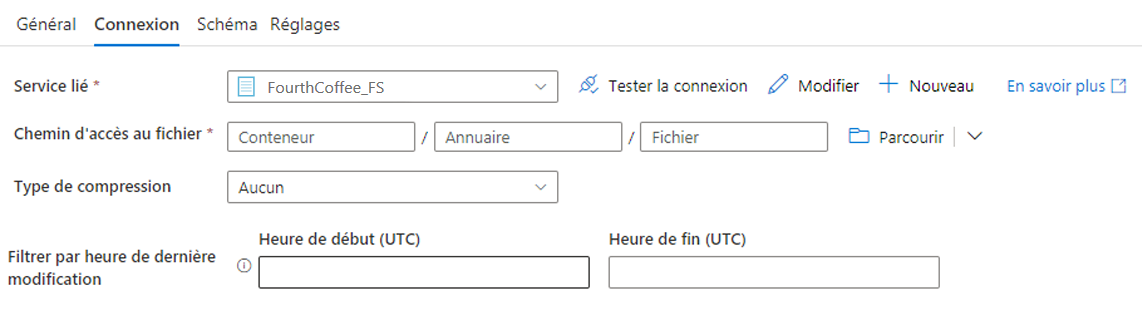 Général Connexion Schéma Réglages
Service lié * FourthCoffee_FS Tester la connexion Modifier Nouveau En savoir plus
Chemin d'accès au fichier * Conteneur / Annuaire / Fichier Parcourir
Type de compression Aucun
Heure de début (UTC) Heure de fin (UTC)
Filtrer par heure de dernière
modification